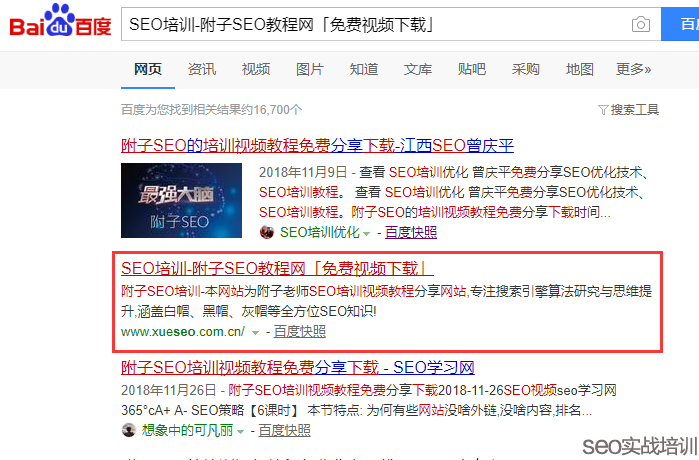 Bai du 百度
SEO培训-附子SEO教程网「免费视频下载」
百度
网页 资讯 视频 图片 知道 文库 贴吧 采购 地图 更多»
百度为您找到相关结果约16,700个
搜索工具
附子SEO的培训视频教程免费分享下载-江西SEO曾庆平
最强大脑
附子SEO
2018年11月9日 - 查看 SEO培训优化 曾庆平免费分享SEO优化技术、
SEO培训教程。 查看 SEO培训优化 曾庆平免费分享SEO优化技术、
SEO培训教程。附子SEO的培训视频教程免费分享下载时间...
SEO培训优化 - 百度快照
SEO培训-附子SEO教程网「免费视频下载」
附子SEO培训-本网站为附子老师SEO培训视频教程分享网站,专注搜索引擎算法研究与思维提
升,涵盖白帽、黑帽、灰帽等全方位SEO知识!
www.xueseo.com.cn/ - 百度快照
附子SEO培训视频教程免费分享下载 - SEO学习网
2018年11月26日 - 附子SEO培训视频教程免费分享下载2018-11-26SEO视频seo学习网
365°cA+ A- SEO策略【6课时】 本节特点: 为何有些网站没啥外链,没啥内容,排名...
想象中的可凡丽 - 百度快照
seo实战培训